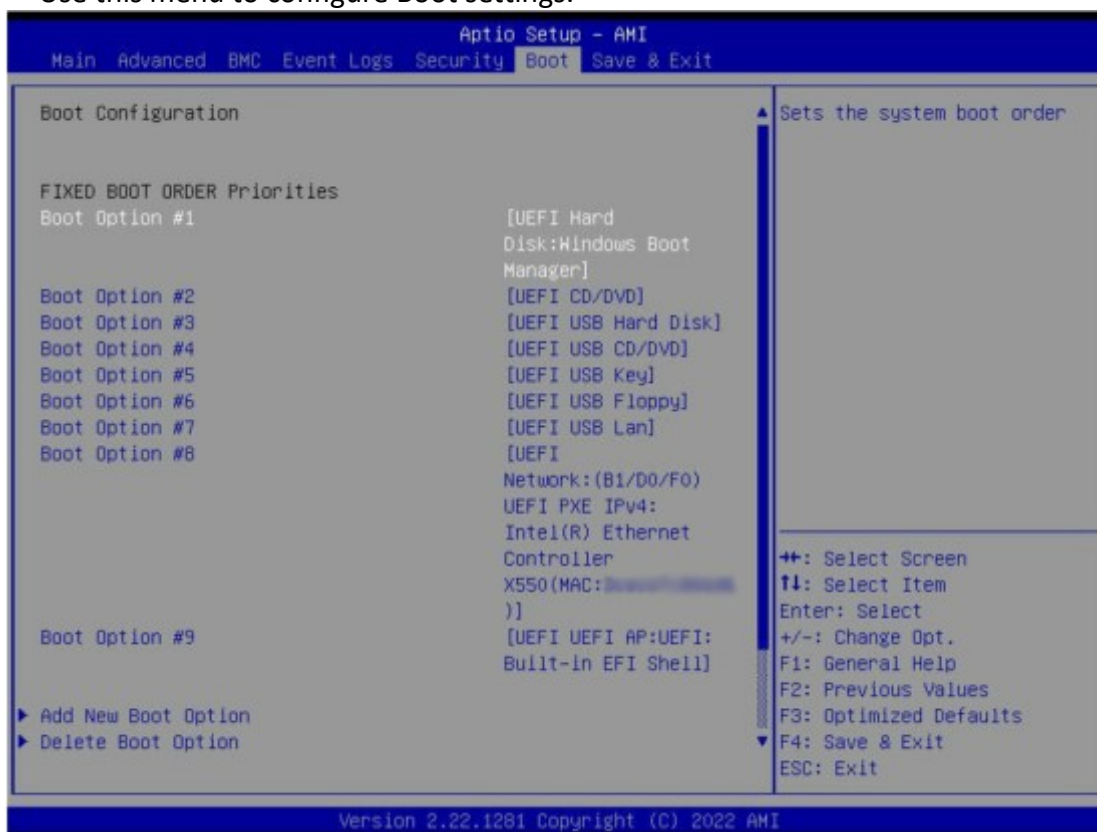 Use this menu to configure Boot settings.
Aptio Setup - AMI
Main Advanced BMC Event Logs Security Boot Save & Exit
Boot Configuration
Sets the system boot order
FIXED BOOT ORDER Priorities
Boot Option #1 [UEFI Hard
Disk:Windows Boot
Manager]
Boot Option #2 [UEFI CD/DVD]
Boot Option #3 [UEFI USB Hard Disk]
Boot Option #4 [UEFI USB CD/DVD]
Boot Option #5 [UEFI USB Key]
Boot Option #6 [UEFI USB Floppy]
Boot Option #7 [UEFI USB Lan]
Boot Option #8 [UEFI
Network:(B1/D0/F0)
UEFI PXE IPv4:
Intel(R) Ethernet
Controller
X550(MAC:
)]
Boot Option #9 [UEFI UEFI AP:UEFI:
Built-in EFI Shell]
Add New Boot Option
Delete Boot Option
→←: Select Screen
↑↓: Select Item
Enter: Select
+/-: Change Opt.
F1: General Help
F2: Previous Values
F3: Optimized Defaults
F4: Save & Exit
ESC: Exit
Version 2.22.1281 Copyright (C) 2022 AMI